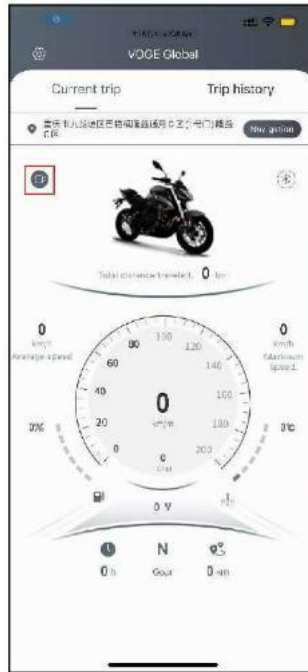 VOGE Global
Current trip
Trip history
Navigation
Total distance traveled: 0 km
0
km/h
Average speed
0
km/h
Maximum
speed
0
20
40
60
80
100
120
140
160
180
200
0
km/h
0
0%
0℃
0 V
0 h
N
Gear
0 km